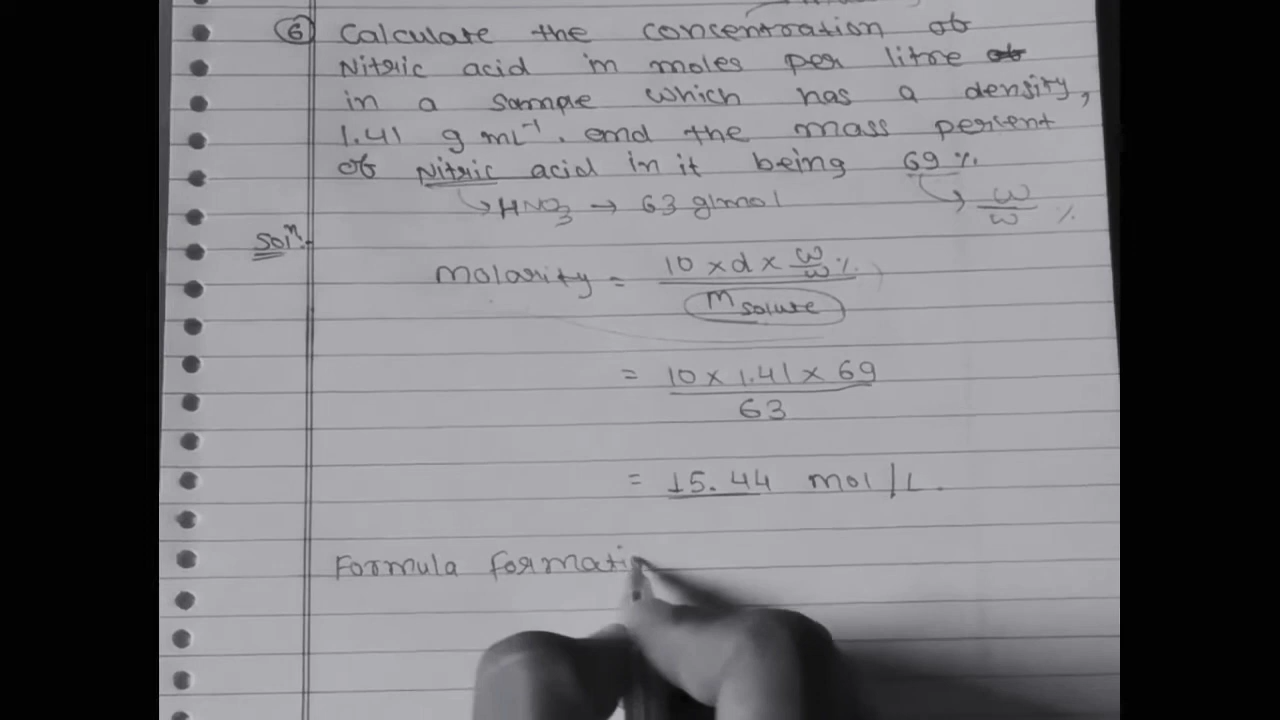 6 Calculate the concentration of
Nitric acid in moles per litre
in a sample which has a density,
1.41 g mL⁻¹. and the mass percent
of Nitric acid in it being 69 %
HNO₃ → 63 g/mol w/w %
Solⁿ.
Molarity = 10 × d × w/w % / M solute
= 10 × 1.41 × 69 / 63
= 15.44 mol / L.
Formula formati